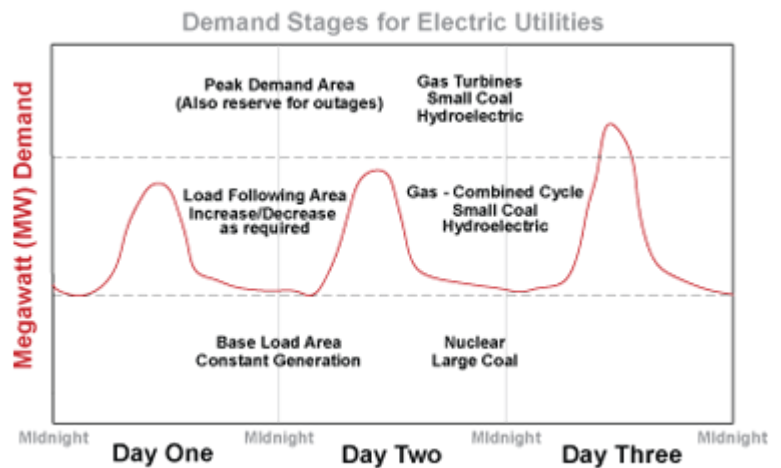 Demand Stages for Electric Utilities
Megawatt (MW) Demand
Peak Demand Area
(Also reserve for outages)
Gas Turbines
Small Coal
Hydroelectric
Load Following Area
Increase/Decrease
as required
Gas - Combined Cycle
Small Coal
Hydroelectric
Base Load Area
Constant Generation
Nuclear
Large Coal
MIdnight
MIdnight
MIdnight
MIdnight
Day One
Day Two
Day Three